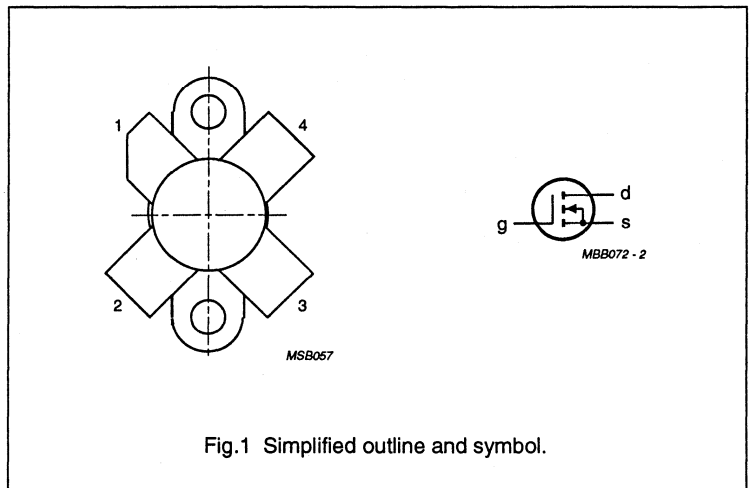 1
4
2
3
MSB057
g
d
s
MBB072 - 2
Fig.1 Simplified outline and symbol.